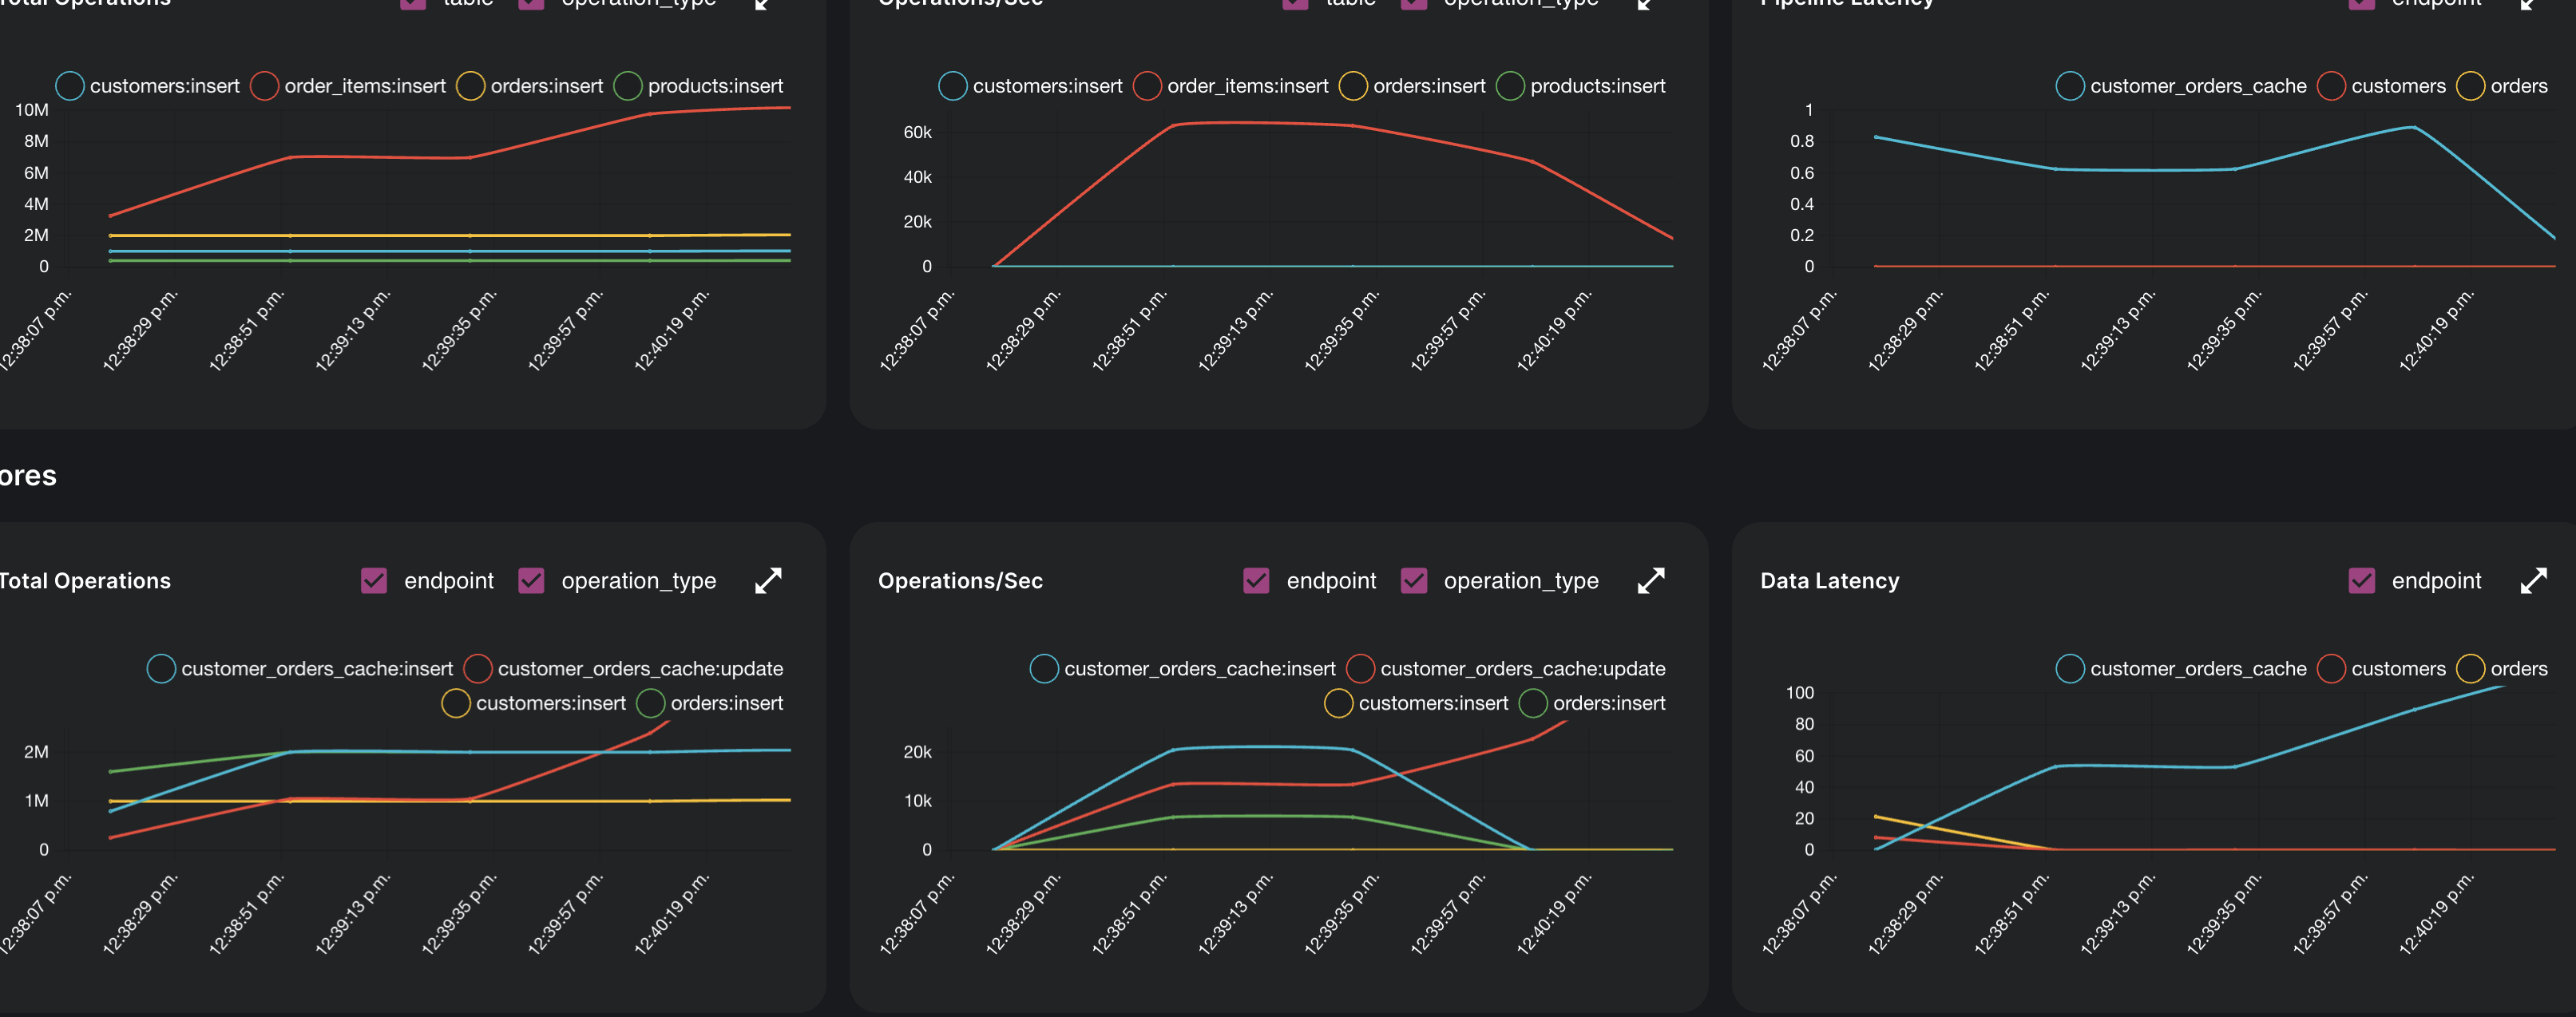 Total Operations table operation_type
Operations/Sec table operation_type
Pipeline Latency endpoint
customers:insert order_items:insert orders:insert products:insert
10M
8M
6M
4M
2M
0
12:38:07 p.m. 12:38:29 p.m. 12:38:51 p.m. 12:39:13 p.m. 12:39:35 p.m. 12:39:57 p.m. 12:40:19 p.m.
customers:insert order_items:insert orders:insert products:insert
60k
40k
20k
0
12:38:07 p.m. 12:38:29 p.m. 12:38:51 p.m. 12:39:13 p.m. 12:39:35 p.m. 12:39:57 p.m. 12:40:19 p.m.
customer_orders_cache customers orders
1
0.8
0.6
0.4
0.2
0
12:38:07 p.m. 12:38:29 p.m. 12:38:51 p.m. 12:39:13 p.m. 12:39:35 p.m. 12:39:57 p.m. 12:40:19 p.m.
ores
Total Operations endpoint operation_type
customer_orders_cache:insert customer_orders_cache:update
customers:insert orders:insert
2M
1M
0
12:38:07 p.m. 12:38:29 p.m. 12:38:51 p.m. 12:39:13 p.m. 12:39:35 p.m. 12:39:57 p.m. 12:40:19 p.m.
Operations/Sec endpoint operation_type
customer_orders_cache:insert customer_orders_cache:update
customers:insert orders:insert
20k
10k
0
12:38:07 p.m. 12:38:29 p.m. 12:38:51 p.m. 12:39:13 p.m. 12:39:35 p.m. 12:39:57 p.m. 12:40:19 p.m.
Data Latency endpoint
customer_orders_cache customers orders
100
80
60
40
20
0
12:38:07 p.m. 12:38:29 p.m. 12:38:51 p.m. 12:39:13 p.m. 12:39:35 p.m. 12:39:57 p.m. 12:40:19 p.m.